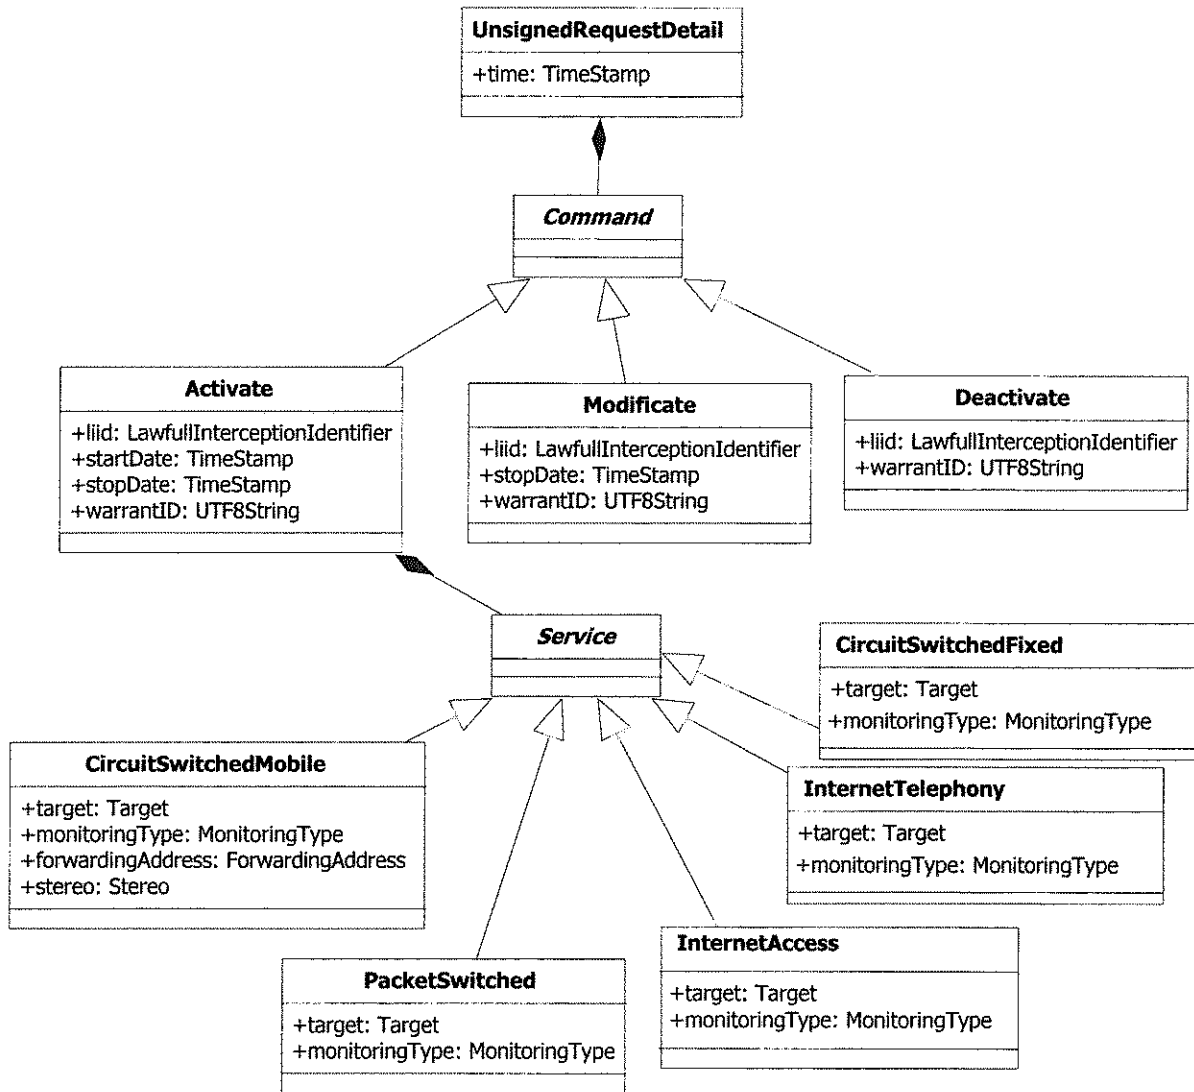 UnsignedRequestDetail
+time: TimeStamp
Command
Activate
+liid: LawfullInterceptionIdentifier
+startDate: TimeStamp
+stopDate: TimeStamp
+warrantID: UTF8String
Modificate
+liid: LawfullInterceptionIdentifier
+stopDate: TimeStamp
+warrantID: UTF8String
Deactivate
+liid: LawfullInterceptionIdentifier
+warrantID: UTF8String
Service
CircuitSwitchedFixed
+target: Target
+monitoringType: MonitoringType
CircuitSwitchedMobile
+target: Target
+monitoringType: MonitoringType
+forwardingAddress: ForwardingAddress
+stereo: Stereo
InternetTelephony
+target: Target
+monitoringType: MonitoringType
InternetAccess
+target: Target
+monitoringType: MonitoringType
PacketSwitched
+target: Target
+monitoringType: MonitoringType